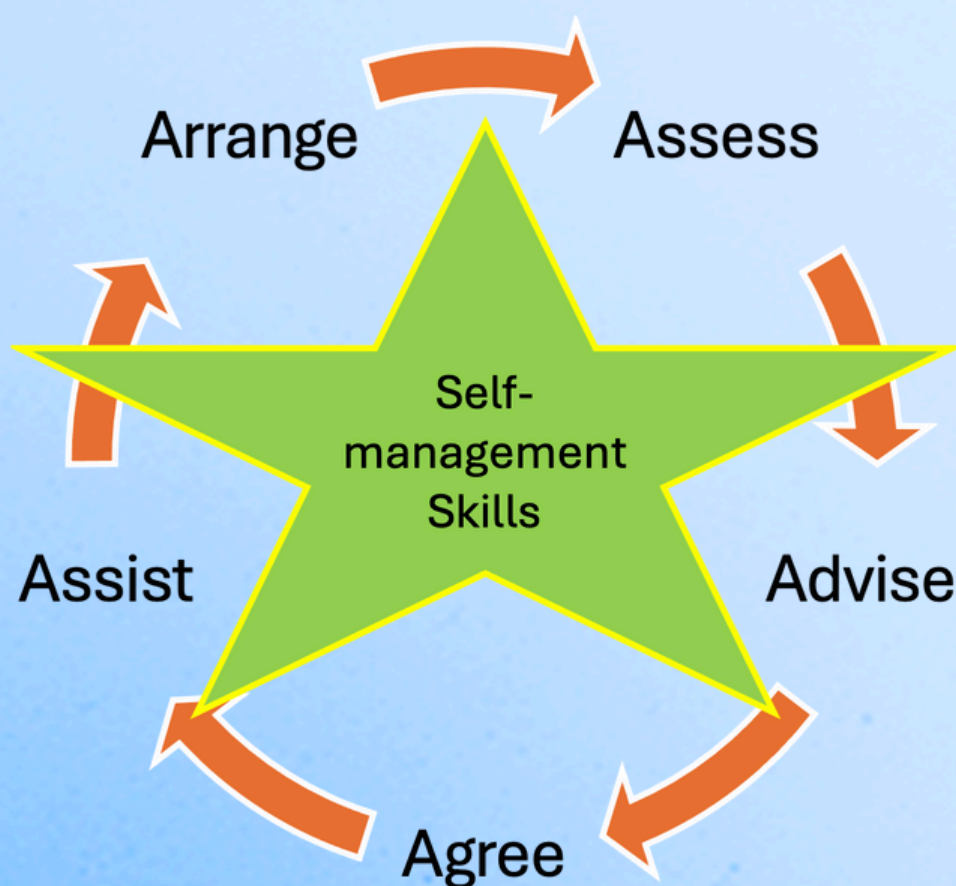 Arrange
Assess
Self-
management
Skills
Assist
Advise
Agree